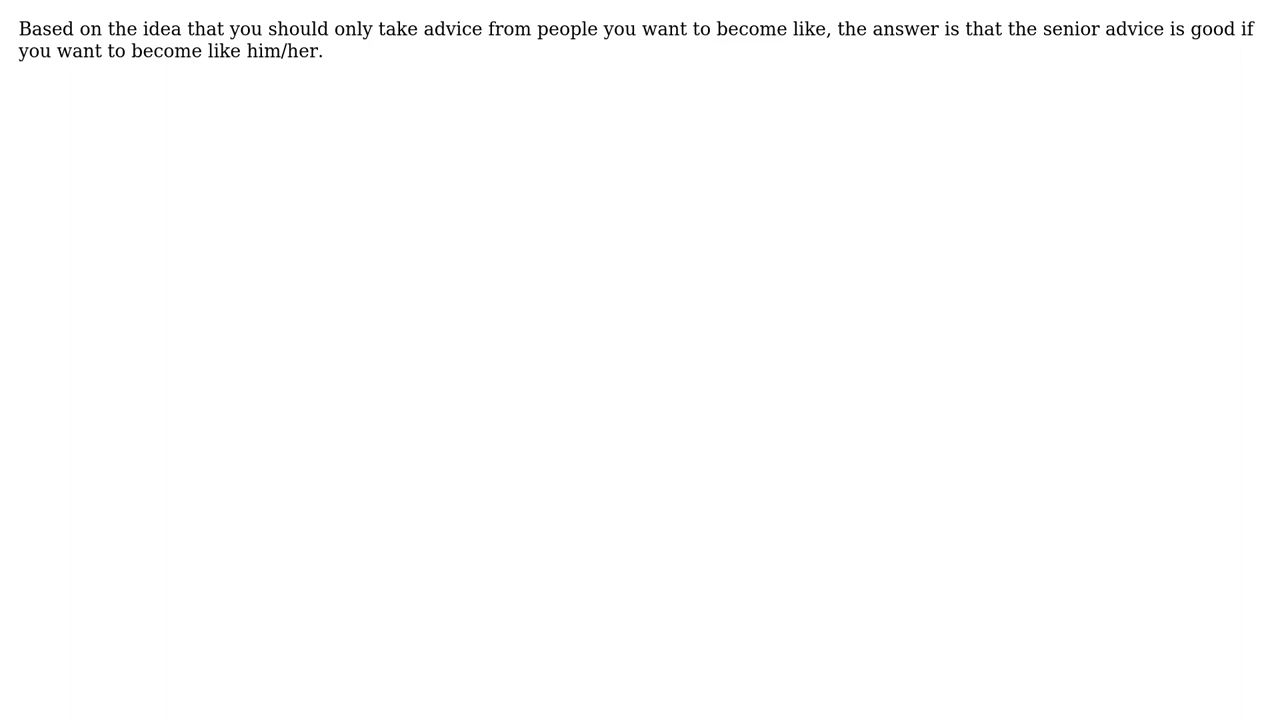 Based on the idea that you should only take advice from people you want to become like, the answer is that the senior advice is good if
you want to become like him/her.